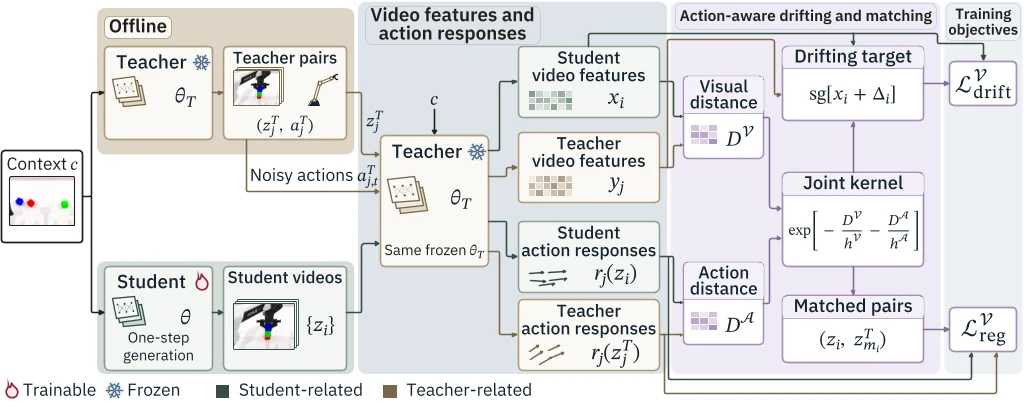 Offline
Teacher
θ_T
Teacher pairs
(z_j^T, a_j^T)
Context c
Student
θ
One-step
generation
Student videos
{z_i}
Video features and
action responses
z_j^T
c
Noisy actions a_{j,t}^T
Teacher
θ_T
Same frozen θ_T
Student
video features
x_i
Teacher
video features
y_j
Student
action responses
r_j(z_i)
Teacher
action responses
r_j(z_j^T)
Action-aware drifting and matching
Visual
distance
D^𝒱
Action
distance
D^𝒜
Drifting target
sg[x_i + Δ_i]
Joint kernel
exp[ − D^𝒱/h^𝒱 − D^𝒜/h^𝒜 ]
Matched pairs
(z_i, z_{m_i}^T)
Training
objectives
ℒ_drift^𝒱
ℒ_reg^𝒱
Trainable Frozen Student-related Teacher-related